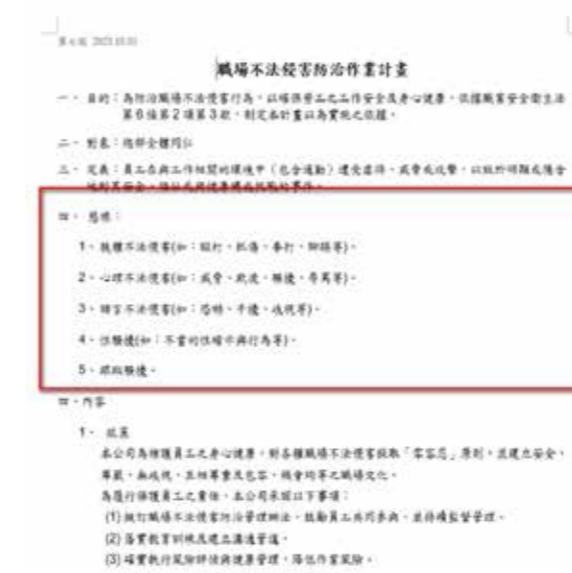 職場不法侵害防治作業計畫
一、目的：為防治職場不法侵害行為，以確保勞工之工作安全及身心健康，依據職業安全衛生法
第6條第2項第3款，制定本計畫以為實施之依據。
二、對象：總部全體同仁
三、定義：員工在與工作相關的環境中（包含通勤）遭受虐待、威脅或攻擊，以致於明顯或隱含
地對其安全、福祉或與健康構成挑戰的事件。
四、態樣：
1、肢體不法侵害(如：毆打、抓傷、拳打、腳踢等)。
2、心理不法侵害(如：威脅、欺凌、騷擾、辱罵等)。
3、語言不法侵害(如：恐嚇、干擾、歧視等)。
4、性騷擾(如：不當的性暗示與行為等)。
5、跟蹤騷擾。
四、內容
1、政策
本公司為維護員工之身心健康，對各種職場不法侵害採取「零容忍」原則，並建立安全、
尊嚴、無歧視、互相尊重及包容、機會均等之職場文化。
為履行保護員工之責任，本公司承諾以下事項：
(1) 擬訂職場不法侵害防治管理辦法，鼓勵員工共同參與，並持續監督管理。
(2) 落實教育訓練及建立溝通管道。
(3) 確實執行風險評估與健康管理，降低作業風險。